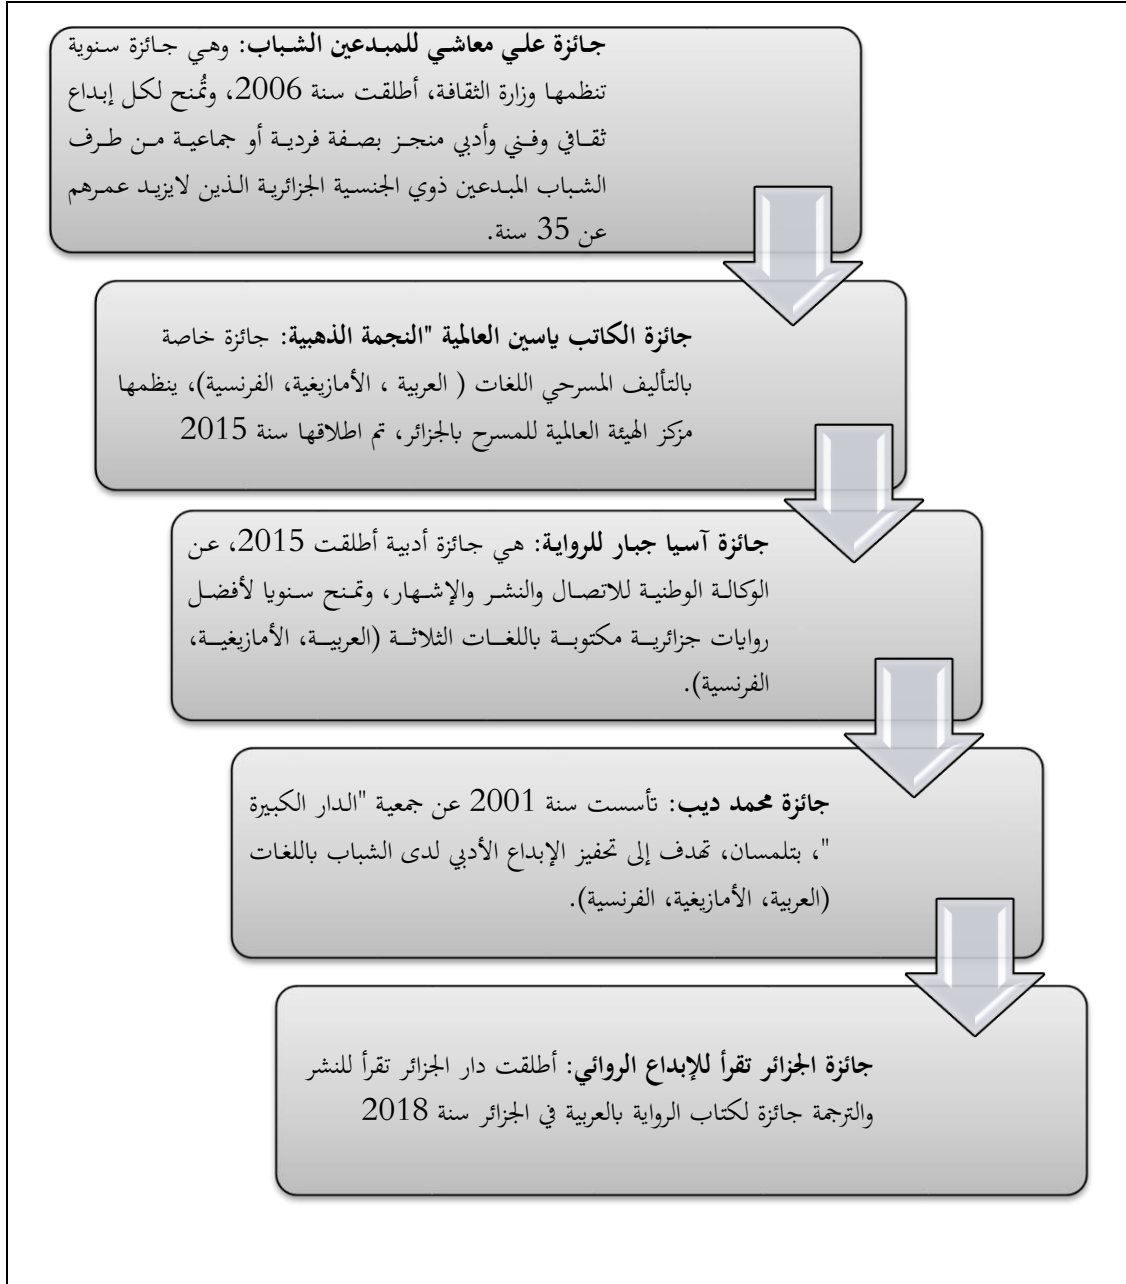 جائزة علي معاشي للمبدعين الشباب: وهي جائزة سنوية
تنظمها وزارة الثقافة، أطلقت سنة 2006، وتُمنح لكل إبداع
ثقافي وفني وأدبي منجز بصفة فردية أو جماعية من طرف
الشباب المبدعين ذوي الجنسية الجزائرية الذين لايزيد عمرهم
عن 35 سنة.
جائزة الكاتب ياسين العالمية "النجمة الذهبية: جائزة خاصة
بالتأليف المسرحي اللغات ( العربية ، الأمازيغية، الفرنسية)، ينظمها
مركز الهيئة العالمية للمسرح بالجزائر، تم اطلاقها سنة 2015
جائزة آسيا جبار للرواية: هي جائزة أدبية أطلقت 2015، عن
الوكالة الوطنية للاتصال والنشر والإشهار، وتمنح سنويا لأفضل
روايات جزائرية مكتوبة باللغات الثلاثة (العربية، الأمازيغية،
الفرنسية).
جائزة محمد ديب: تأسست سنة 2001 عن جمعية "الدار الكبيرة
"، بتلمسان، تهدف إلى تحفيز الإبداع الأدبي لدى الشباب باللغات
(العربية، الأمازيغية، الفرنسية).
جائزة الجزائر تقرأ للإبداع الروائي: أطلقت دار الجزائر تقرأ للنشر
والترجمة جائزة لكتاب الرواية بالعربية في الجزائر سنة 2018